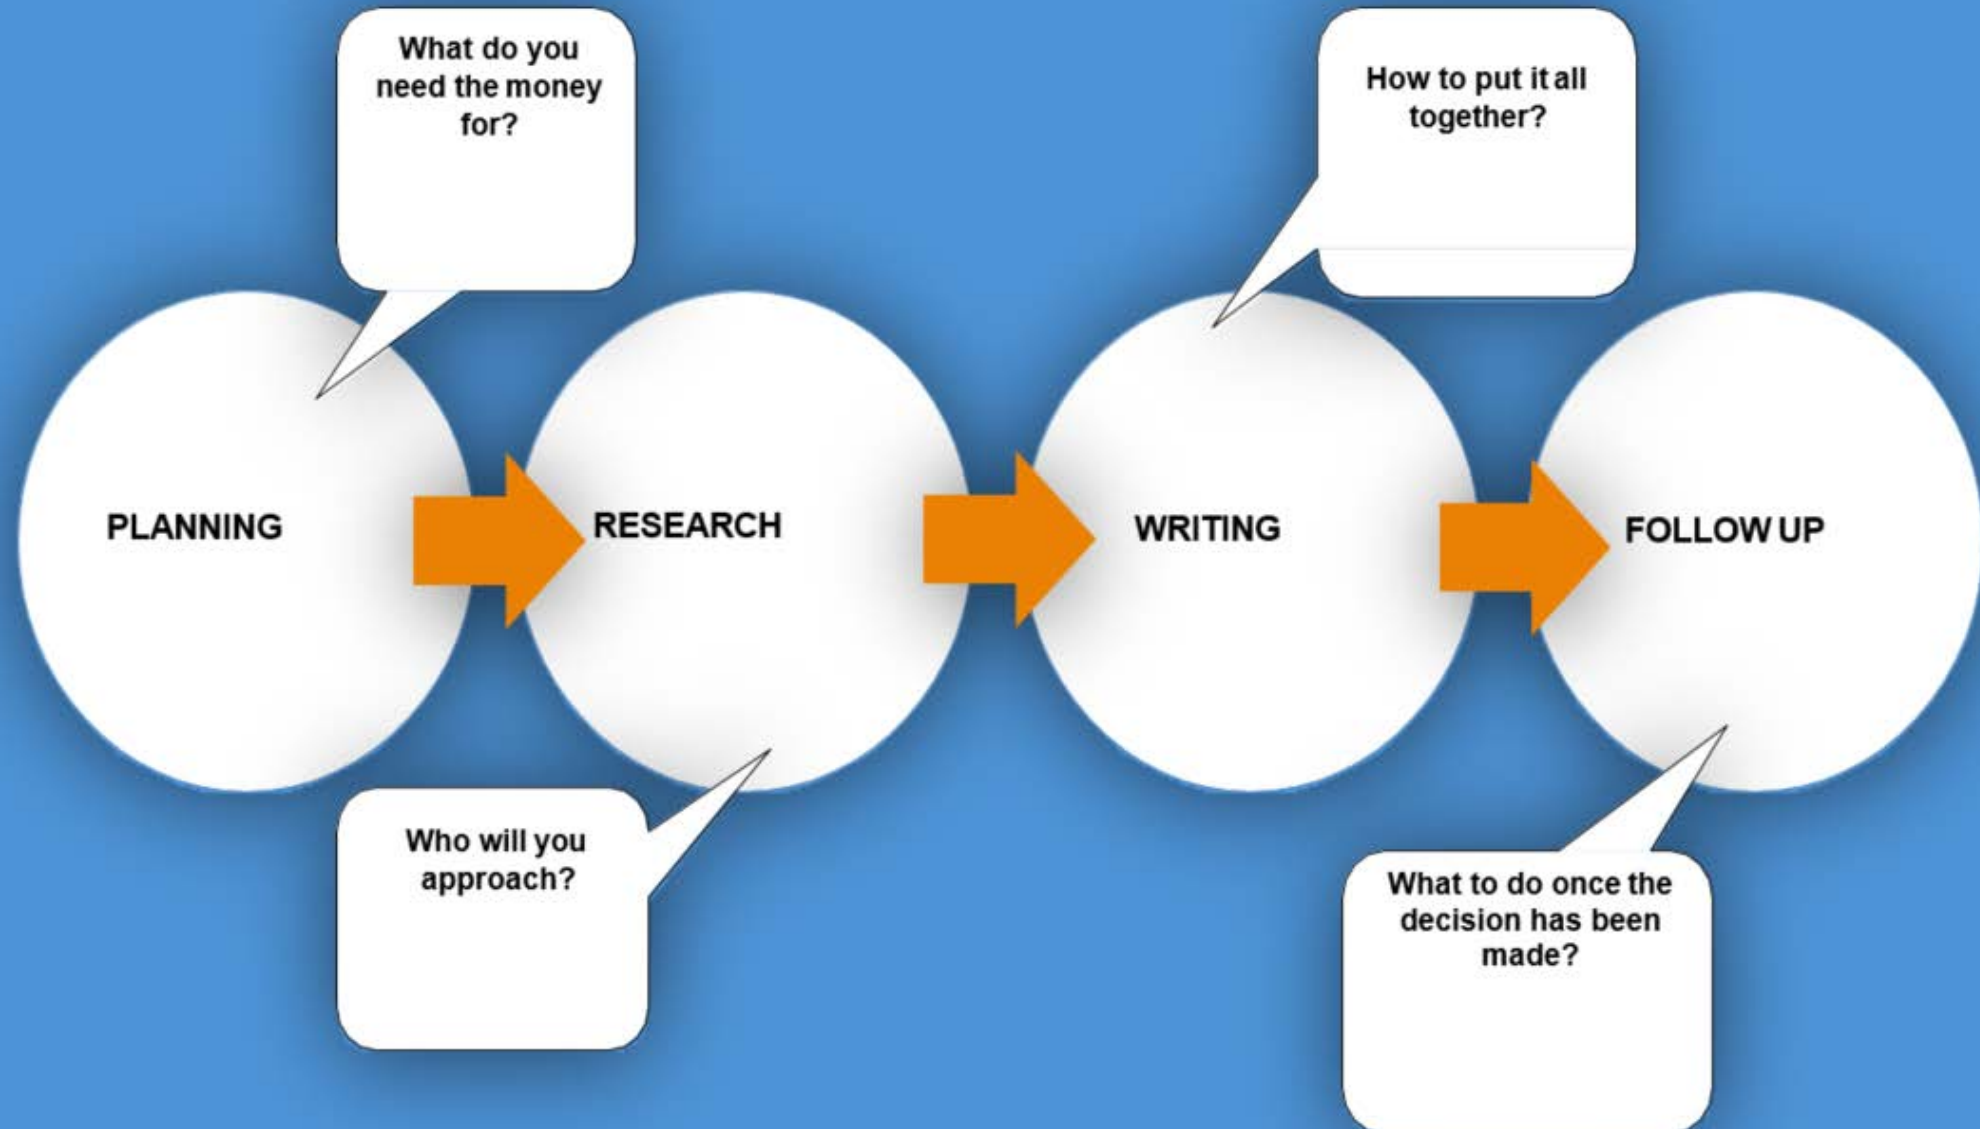 What do you
need the money
for?
How to put it all
together?
PLANNING
RESEARCH
WRITING
FOLLOW UP
Who will you
approach?
What to do once the
decision has been
made?